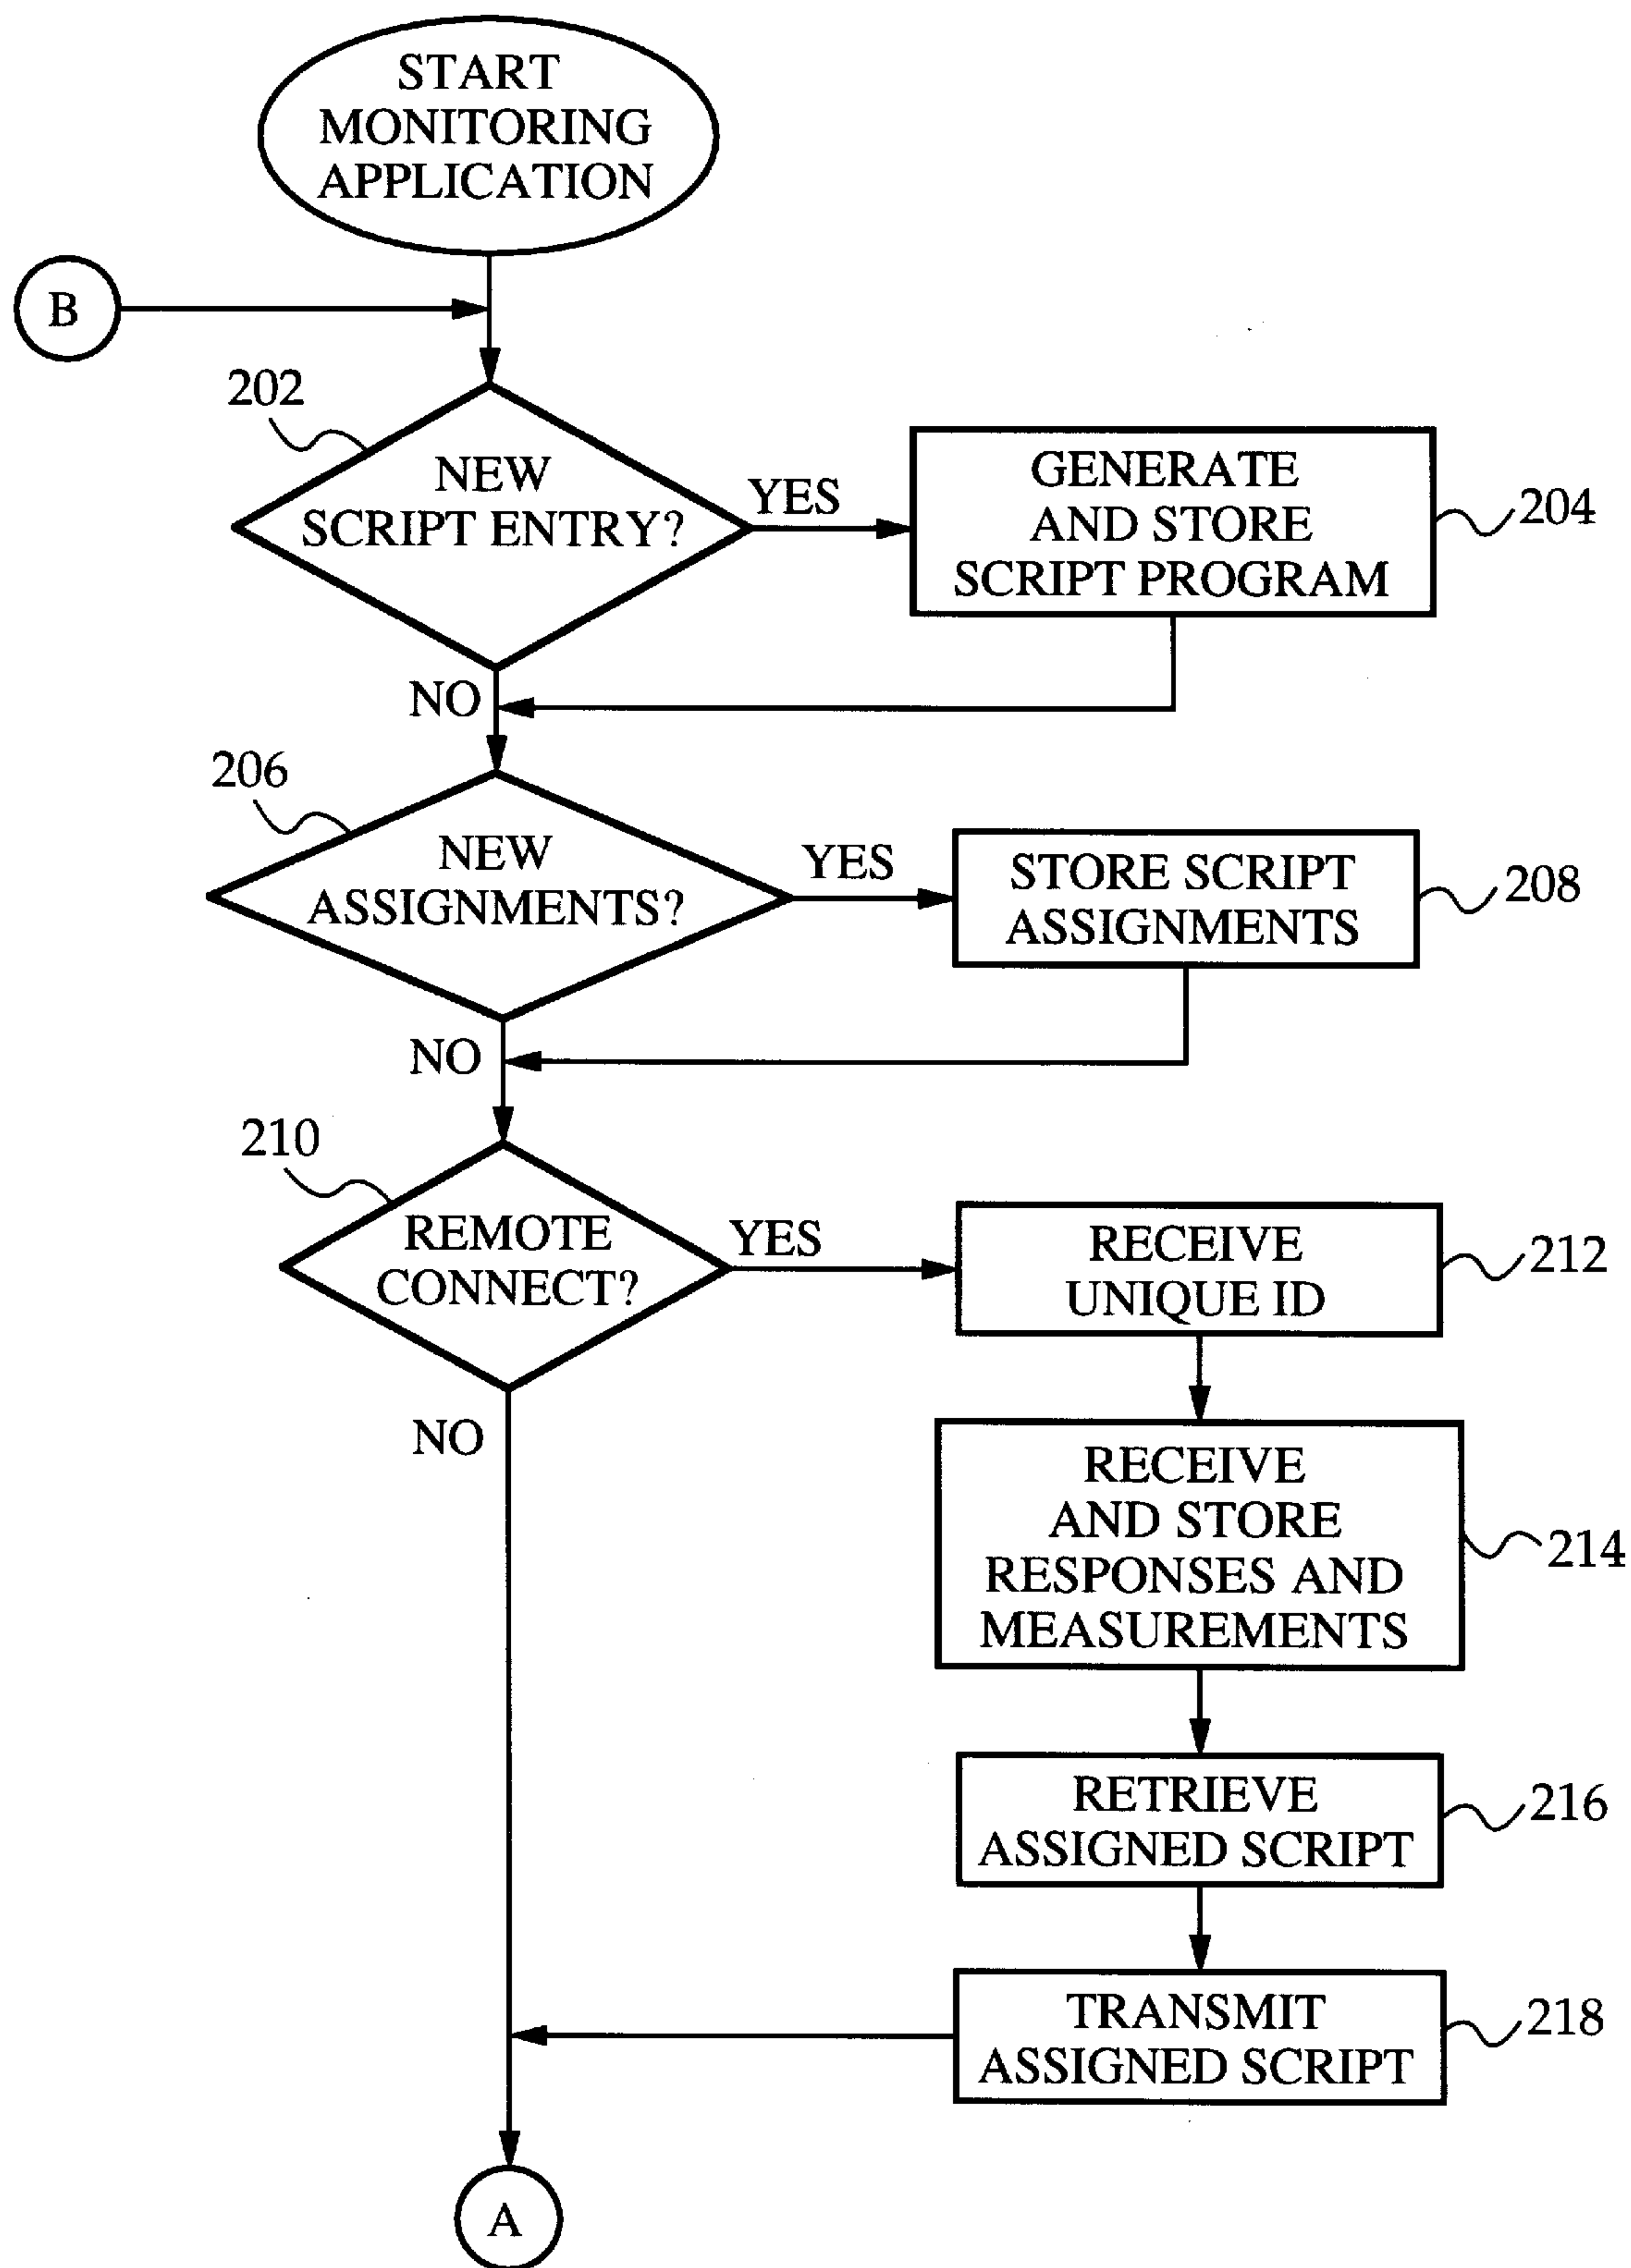 START
MONITORING
APPLICATION
B
202
NEW
SCRIPT ENTRY?
YES
GENERATE
AND STORE
SCRIPT PROGRAM
204
NO
206
NEW
ASSIGNMENTS?
YES
STORE SCRIPT
ASSIGNMENTS
208
NO
210
REMOTE
CONNECT?
YES
RECEIVE
UNIQUE ID
212
NO
RECEIVE
AND STORE
RESPONSES AND
MEASUREMENTS
214
RETRIEVE
ASSIGNED SCRIPT
216
TRANSMIT
ASSIGNED SCRIPT
218
A